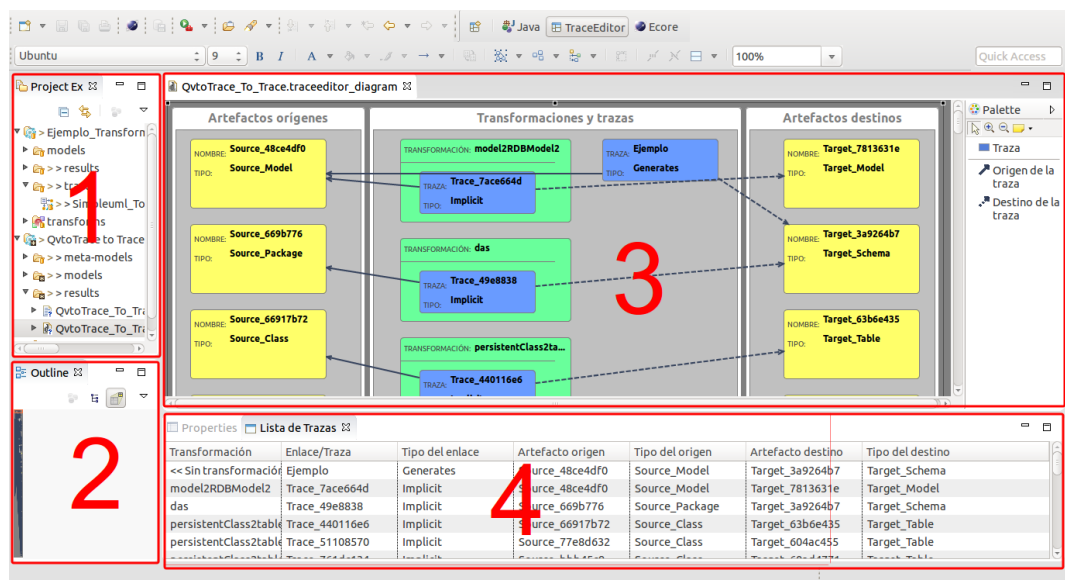 Java TraceEditor Ecore
Ubuntu 9 B I A 100% Quick Access
Project Ex
> Ejemplo_Transform
models
> > results
> > tra
> > Simpleuml_To
transforms
> QvtoTrace to Trace
> > meta-models
> > models
> > results
QvtoTrace_To_Tra
QvtoTrace_To_Tra
1
Outline
2
QvtoTrace_To_Trace.traceeditor_diagram
Artefactos orígenes
NOMBRE: Source_48ce4df0
TIPO: Source_Model
NOMBRE: Source_669b776
TIPO: Source_Package
NOMBRE: Source_66917b72
TIPO: Source_Class
Transformaciones y trazas
TRANSFORMACIÓN: model2RDBModel2
TRAZA: Trace_7ace664d
TIPO: Implicit
TRAZA: Ejemplo
TIPO: Generates
TRANSFORMACIÓN: das
TRAZA: Trace_49e8838
TIPO: Implicit
TRANSFORMACIÓN: persistentClass2ta...
TRAZA: Trace_440116e6
Implicit
3
Artefactos destinos
NOMBRE: Target_7813631e
TIPO: Target_Model
NOMBRE: Target_3a9264b7
TIPO: Target_Schema
NOMBRE: Target_63b6e435
TIPO: Target_Table
Palette
Traza
Origen de la
traza
Destino de la
traza
Properties Lista de Trazas
Transformación Enlace/Traza Tipo del enlace Artefacto origen Tipo del origen Artefacto destino Tipo del destino
<< Sin transformación Ejemplo Generates Source_48ce4df0 Source_Model Target_3a9264b7 Target_Schema
model2RDBModel2 Trace_7ace664d Implicit Source_48ce4df0 Source_Model Target_7813631e Target_Model
das Trace_49e8838 Implicit Source_669b776 Source_Package Target_3a9264b7 Target_Schema
persistentClass2table Trace_440116e6 Implicit Source_66917b72 Source_Class Target_63b6e435 Target_Table
persistentClass2table Trace_51108570 Implicit Source_77e8d632 Source_Class Target_604ac455 Target_Table
4